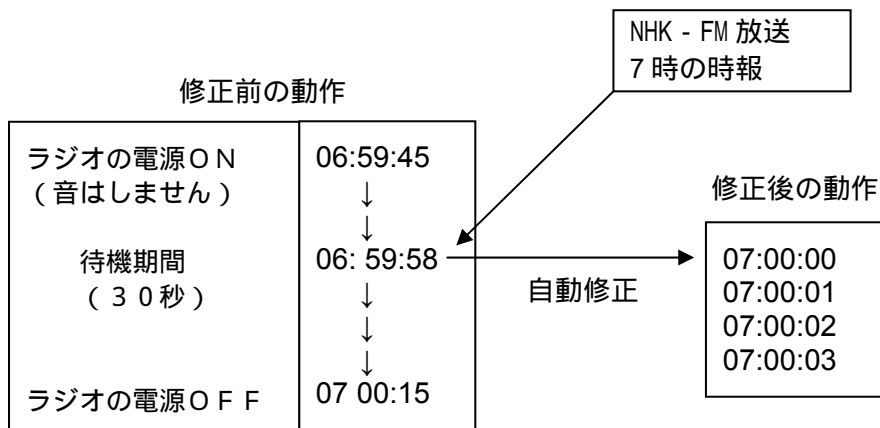 NHK - FM 放送
7 時の時報
修正前の動作
ラジオの電源ON 06:59:45
(音はしません) ↓
↓
待機期間 06: 59:58
(30秒) ↓
↓
↓
ラジオの電源OFF 07 00:15
自動修正
修正後の動作
07:00:00
07:00:01
07:00:02
07:00:03